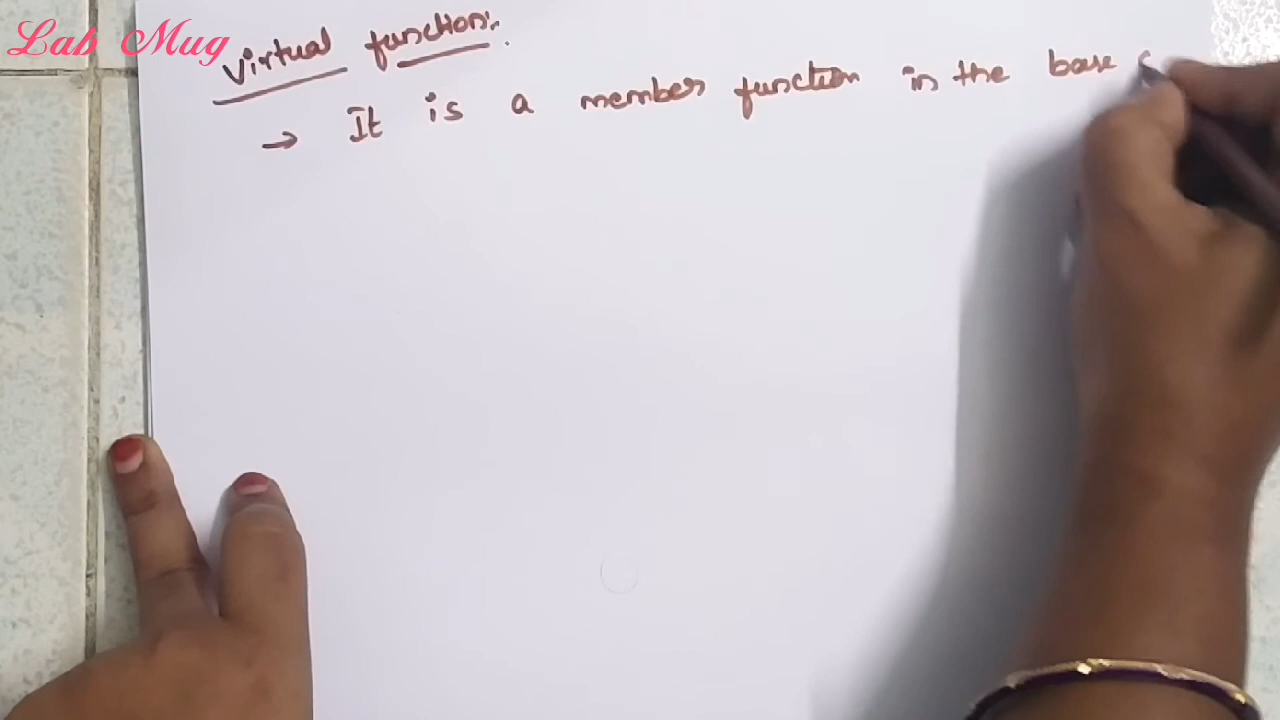 Lab Mug
Virtual function:.
→ It is a member function in the base c